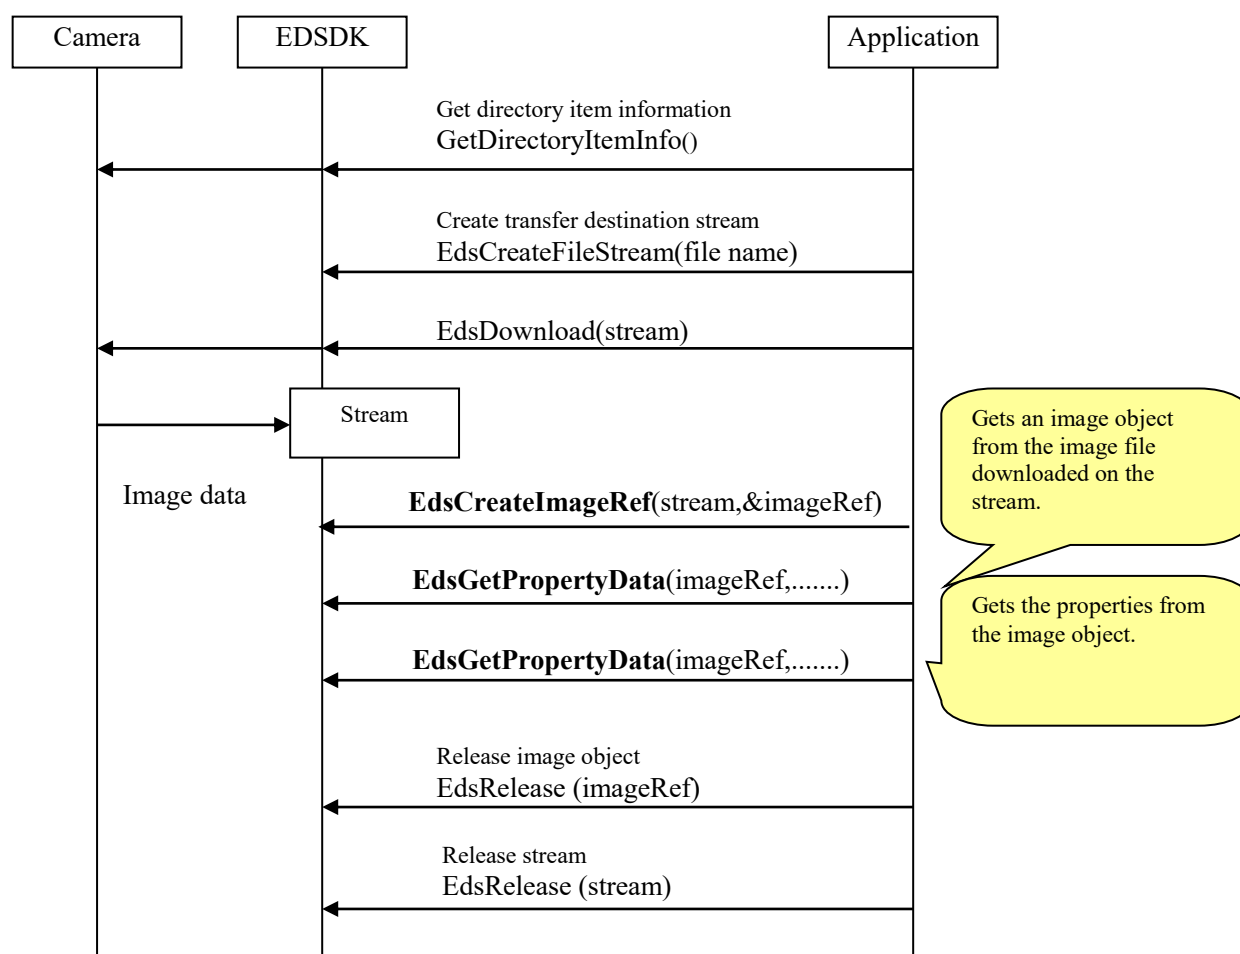 Camera
EDSDK
Application
Get directory item information
GetDirectoryItemInfo()
Create transfer destination stream
EdsCreateFileStream(file name)
EdsDownload(stream)
Stream
Gets an image object
from the image file
downloaded on the
stream.
Image data
EdsCreateImageRef(stream,&imageRef)
EdsGetPropertyData(imageRef,.......)
Gets the properties from
the image object.
EdsGetPropertyData(imageRef,.......)
Release image object
EdsRelease (imageRef)
Release stream
EdsRelease (stream)